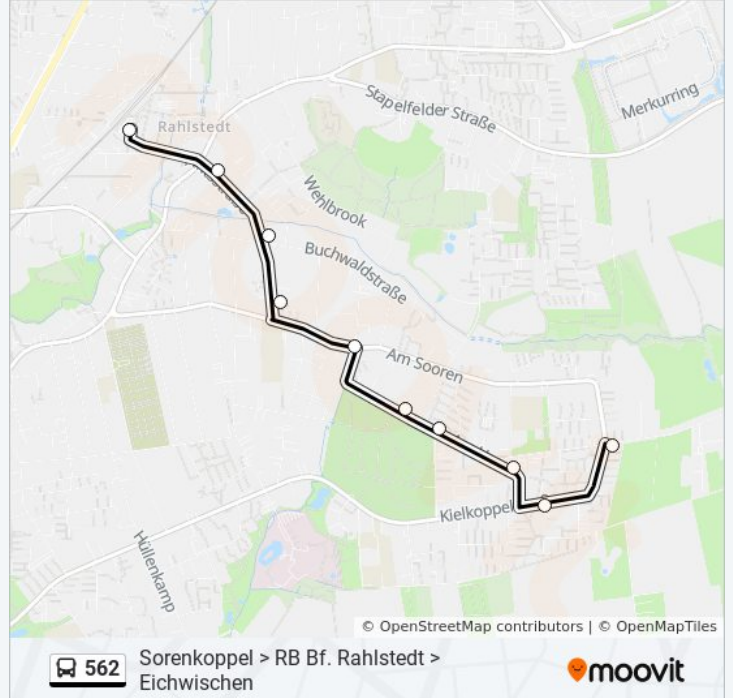 Stapelfelder Straße
Merkurring
Rahlstedt
Wehlbrook
Buchwaldstraße
Am Sooren
Kielkoppel
Hüllenkamp
© OpenStreetMap contributors | © OpenMapTiles
562
Sorenkoppel > RB Bf. Rahlstedt >
Eichwischen
moovit